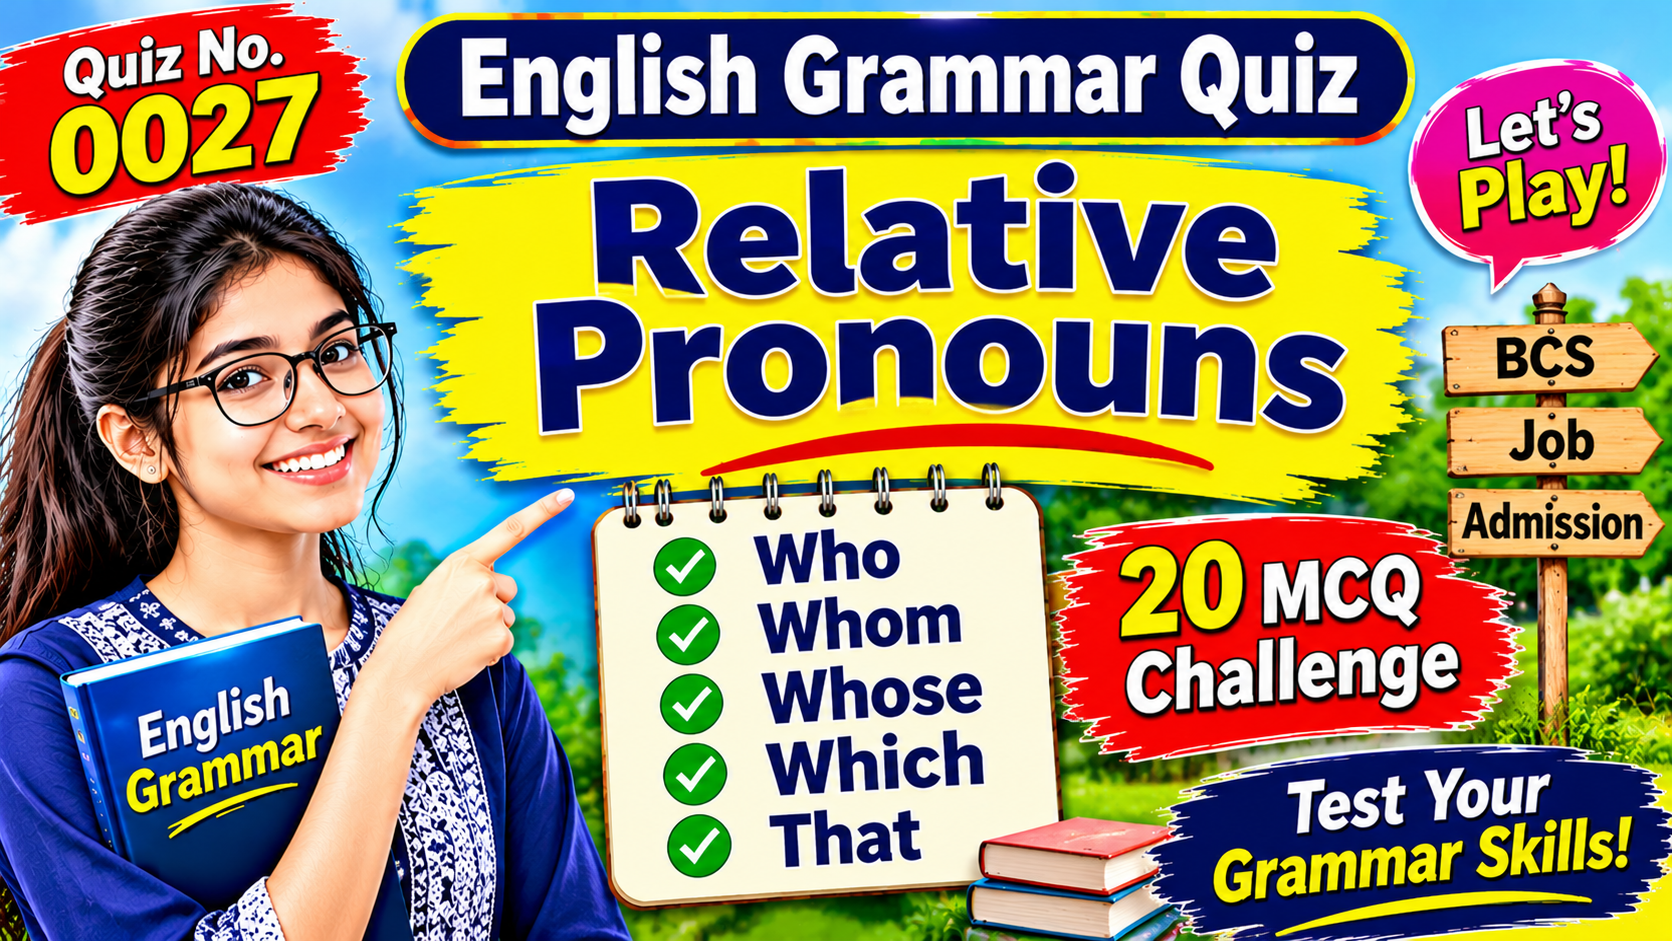 Quiz No.
0027
English Grammar Quiz
Let's
Play!
Relative
Pronouns
BCS
Job
Admission
Who
Whom
Whose
Which
That
20 MCQ
Challenge
English
Grammar
Test Your
Grammar Skills!